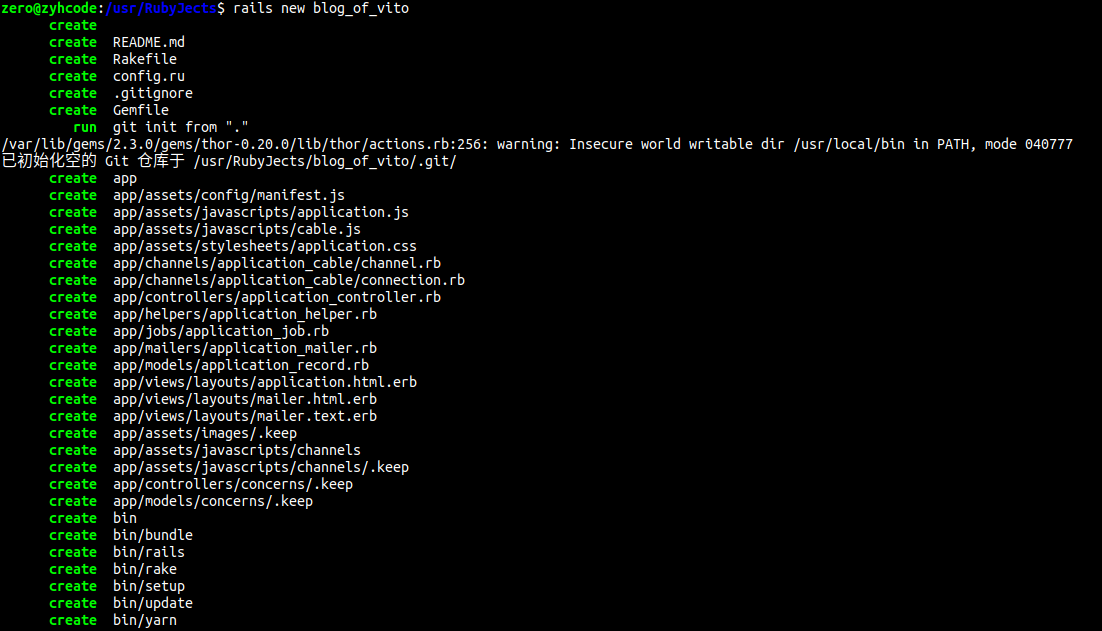 zero@zyhcode:/usr/RubyJects$ rails new blog_of_vito
create
create README.md
create Rakefile
create config.ru
create .gitignore
create Gemfile
run git init from "."
/var/lib/gems/2.3.0/gems/thor-0.20.0/lib/thor/actions.rb:256: warning: Insecure world writable dir /usr/local/bin in PATH, mode 040777
已初始化空的 Git 仓库于 /usr/RubyJects/blog_of_vito/.git/
create app
create app/assets/config/manifest.js
create app/assets/javascripts/application.js
create app/assets/javascripts/cable.js
create app/assets/stylesheets/application.css
create app/channels/application_cable/channel.rb
create app/channels/application_cable/connection.rb
create app/controllers/application_controller.rb
create app/helpers/application_helper.rb
create app/jobs/application_job.rb
create app/mailers/application_mailer.rb
create app/models/application_record.rb
create app/views/layouts/application.html.erb
create app/views/layouts/mailer.html.erb
create app/views/layouts/mailer.text.erb
create app/assets/images/.keep
create app/assets/javascripts/channels
create app/assets/javascripts/channels/.keep
create app/controllers/concerns/.keep
create app/models/concerns/.keep
create bin
create bin/bundle
create bin/rails
create bin/rake
create bin/setup
create bin/update
create bin/yarn